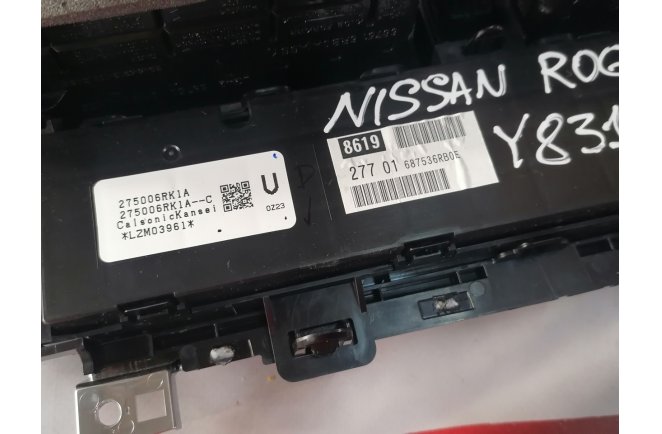 NISSAN ROG
Y831
8619
277 01 687536RB0E
275006RK1A
275006RK1A--C
CalsonicKansei
*LZM03961*
U
0Z23